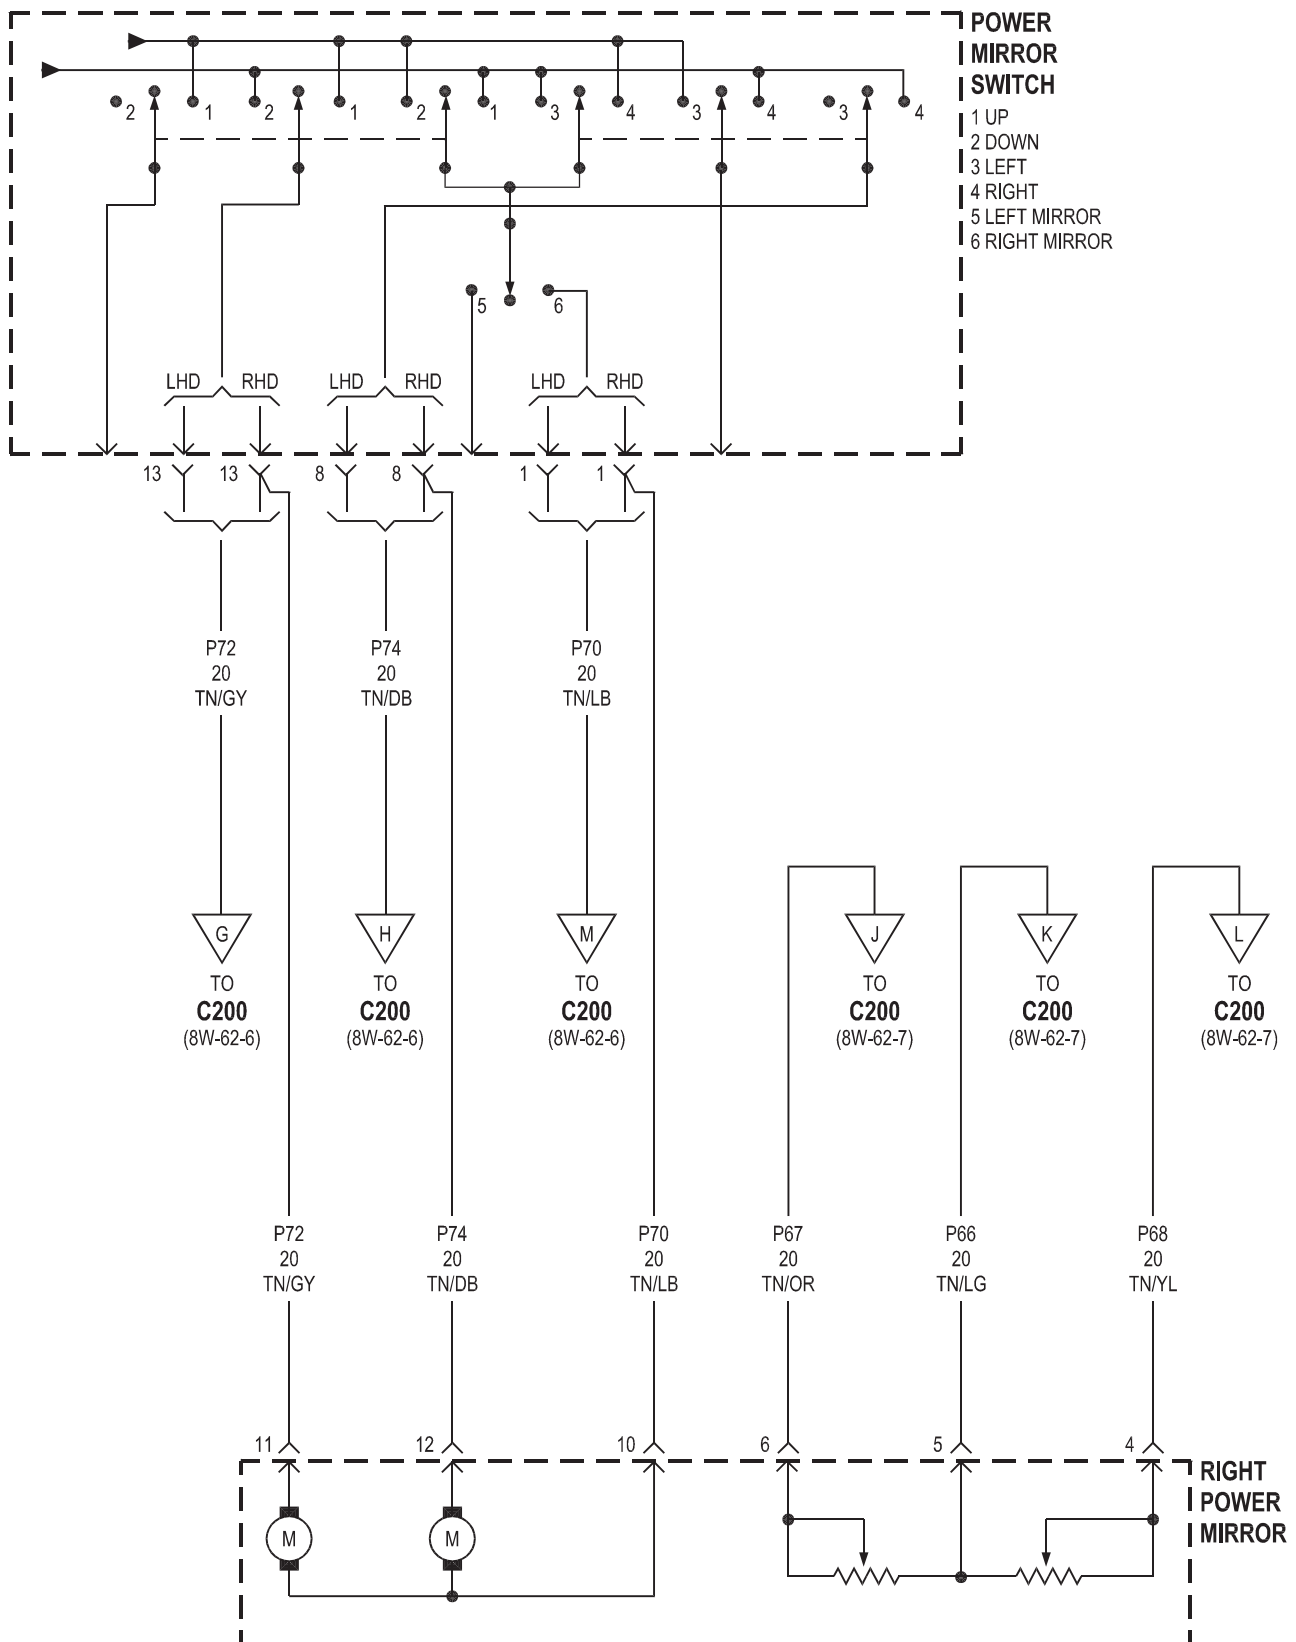 POWER
MIRROR
SWITCH
1 UP
2 DOWN
3 LEFT
4 RIGHT
5 LEFT MIRROR
6 RIGHT MIRROR
2 1 2 1 2 1 3 4 3 4 3 4
5 6
LHD RHD LHD RHD LHD RHD
13 13 8 8 1 1
P72 P74 P70
20 20 20
TN/GY TN/DB TN/LB
G H M J K L
TO TO TO TO TO TO
C200 C200 C200 C200 C200 C200
(8W-62-6) (8W-62-6) (8W-62-6) (8W-62-7) (8W-62-7) (8W-62-7)
P72 P74 P70 P67 P66 P68
20 20 20 20 20 20
TN/GY TN/DB TN/LB TN/OR TN/LG TN/YL
11 12 10 6 5 4
RIGHT
POWER
MIRROR
M M